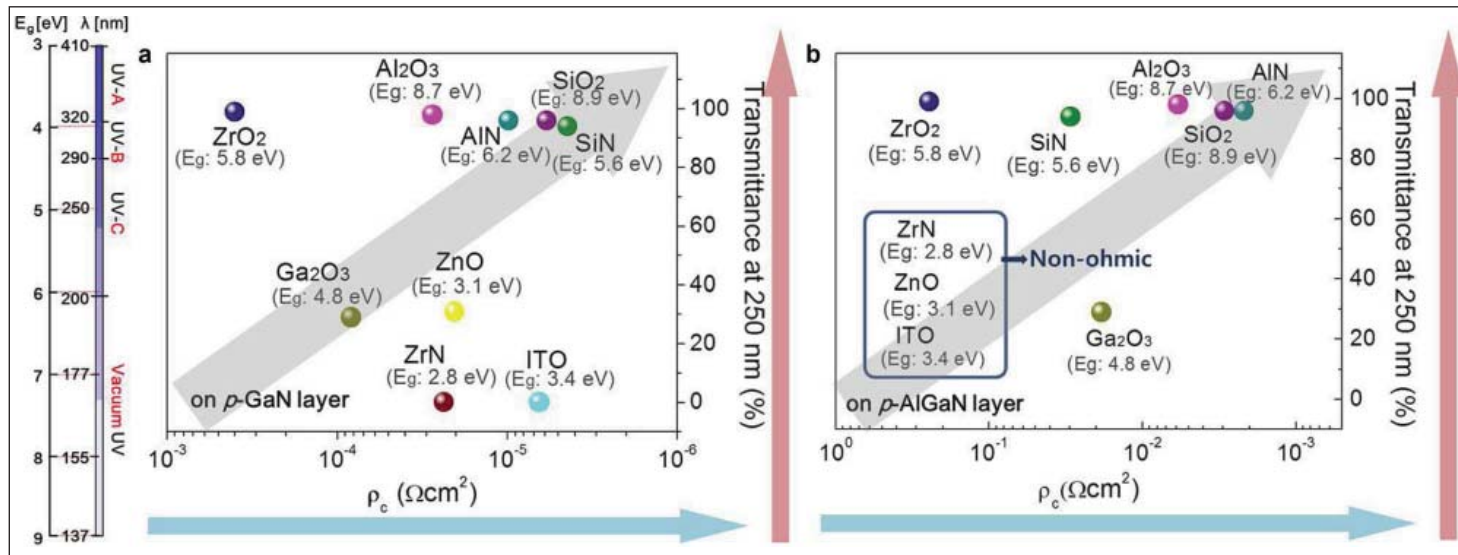 Eg[eV] λ [nm]
3 410
4 320
290
5 250
6 200
7 177
8 155
9 137
UV-A
UV-B
UV-C
Vacuum UV
a
Al2O3
(Eg: 8.7 eV)
SiO2
(Eg: 8.9 eV)
ZrO2
(Eg: 5.8 eV)
AlN
(Eg: 6.2 eV)
SiN
(Eg: 5.6 eV)
Ga2O3
(Eg: 4.8 eV)
ZnO
(Eg: 3.1 eV)
ZrN
(Eg: 2.8 eV)
ITO
(Eg: 3.4 eV)
on p-GaN layer
100
80
60
40
20
0
Transmittance at 250 nm (%)
10-3 10-4 10-5 10-6
ρc (Ωcm2)
b
Al2O3
(Eg: 8.7 eV)
AlN
(Eg: 6.2 eV)
ZrO2
(Eg: 5.8 eV)
SiN
(Eg: 5.6 eV)
SiO2
(Eg: 8.9 eV)
ZrN
(Eg: 2.8 eV)
Non-ohmic
ZnO
(Eg: 3.1 eV)
ITO
(Eg: 3.4 eV)
Ga2O3
(Eg: 4.8 eV)
on p-AlGaN layer
100
80
60
40
20
0
Transmittance at 250 nm (%)
100 10-1 10-2 10-3
ρc (Ωcm2)